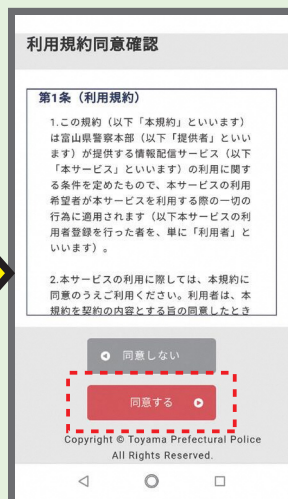 利用規約同意確認
第1条（利用規約）
1.この規約（以下「本規約」といいます）
は富山県警察本部（以下「提供者」といい
ます）が提供する情報配信サービス（以下
「本サービス」といいます）の利用に関す
る条件を定めたもので、本サービスの利用
希望者が本サービスを利用する際の一切の
行為に適用されます（以下本サービスの利
用者登録を行った者を、単に「利用者」と
いいます）。
2.本サービスの利用に際しては、本規約に
同意のうえご利用ください。利用者は、本
規約を契約の内容とする旨の同意したとき
同意しない
同意する
Copyright © Toyama Prefectural Police
All Rights Reserved.